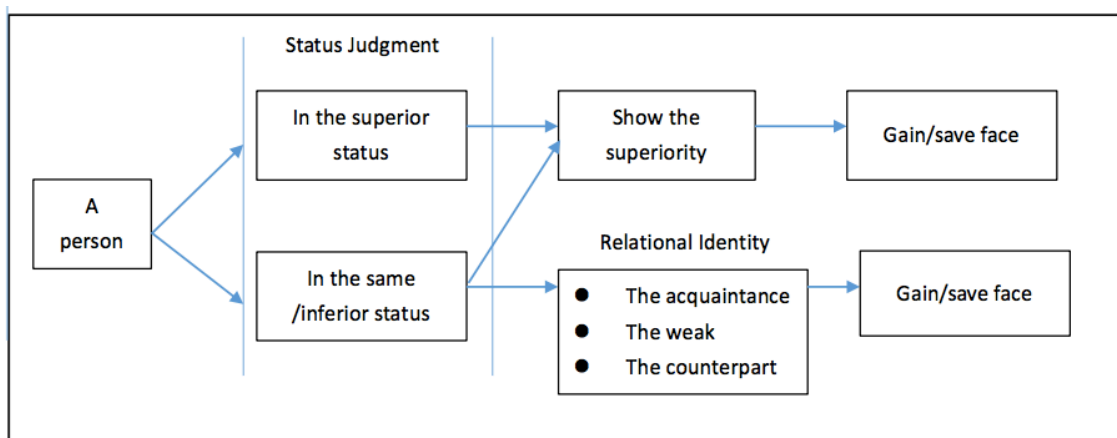 Status Judgment
A
person
In the superior
status
In the same
/inferior status
Show the
superiority
Gain/save face
Relational Identity
● The acquaintance
● The weak
● The counterpart
Gain/save face